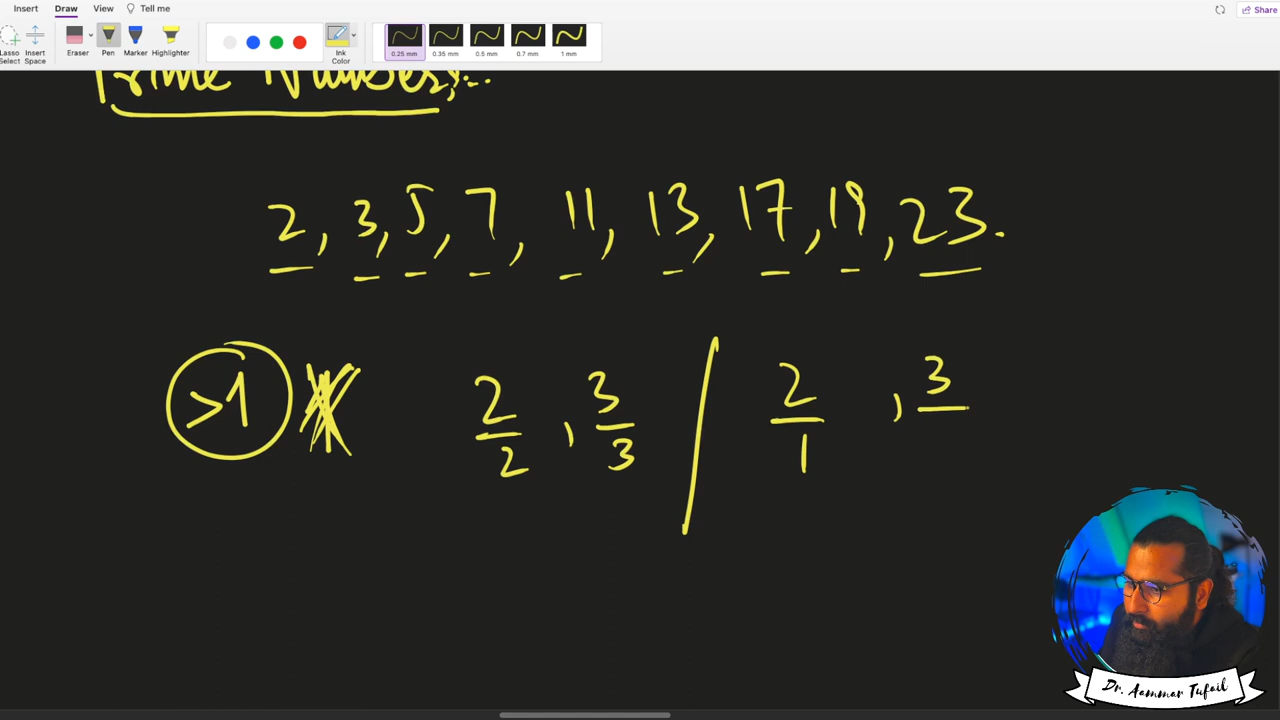 Insert Draw View Tell me Share
Lasso Select Insert Space Eraser Pen Marker Highlighter Ink Color 0.25 mm 0.35 mm 0.5 mm 0.7 mm 1 mm
Prime Numbers;...
2, 3, 5, 7, 11, 13, 17, 19, 23.
>1 2/2 , 3/3 / 2/1 , 3
Dr. Aammar Tufail